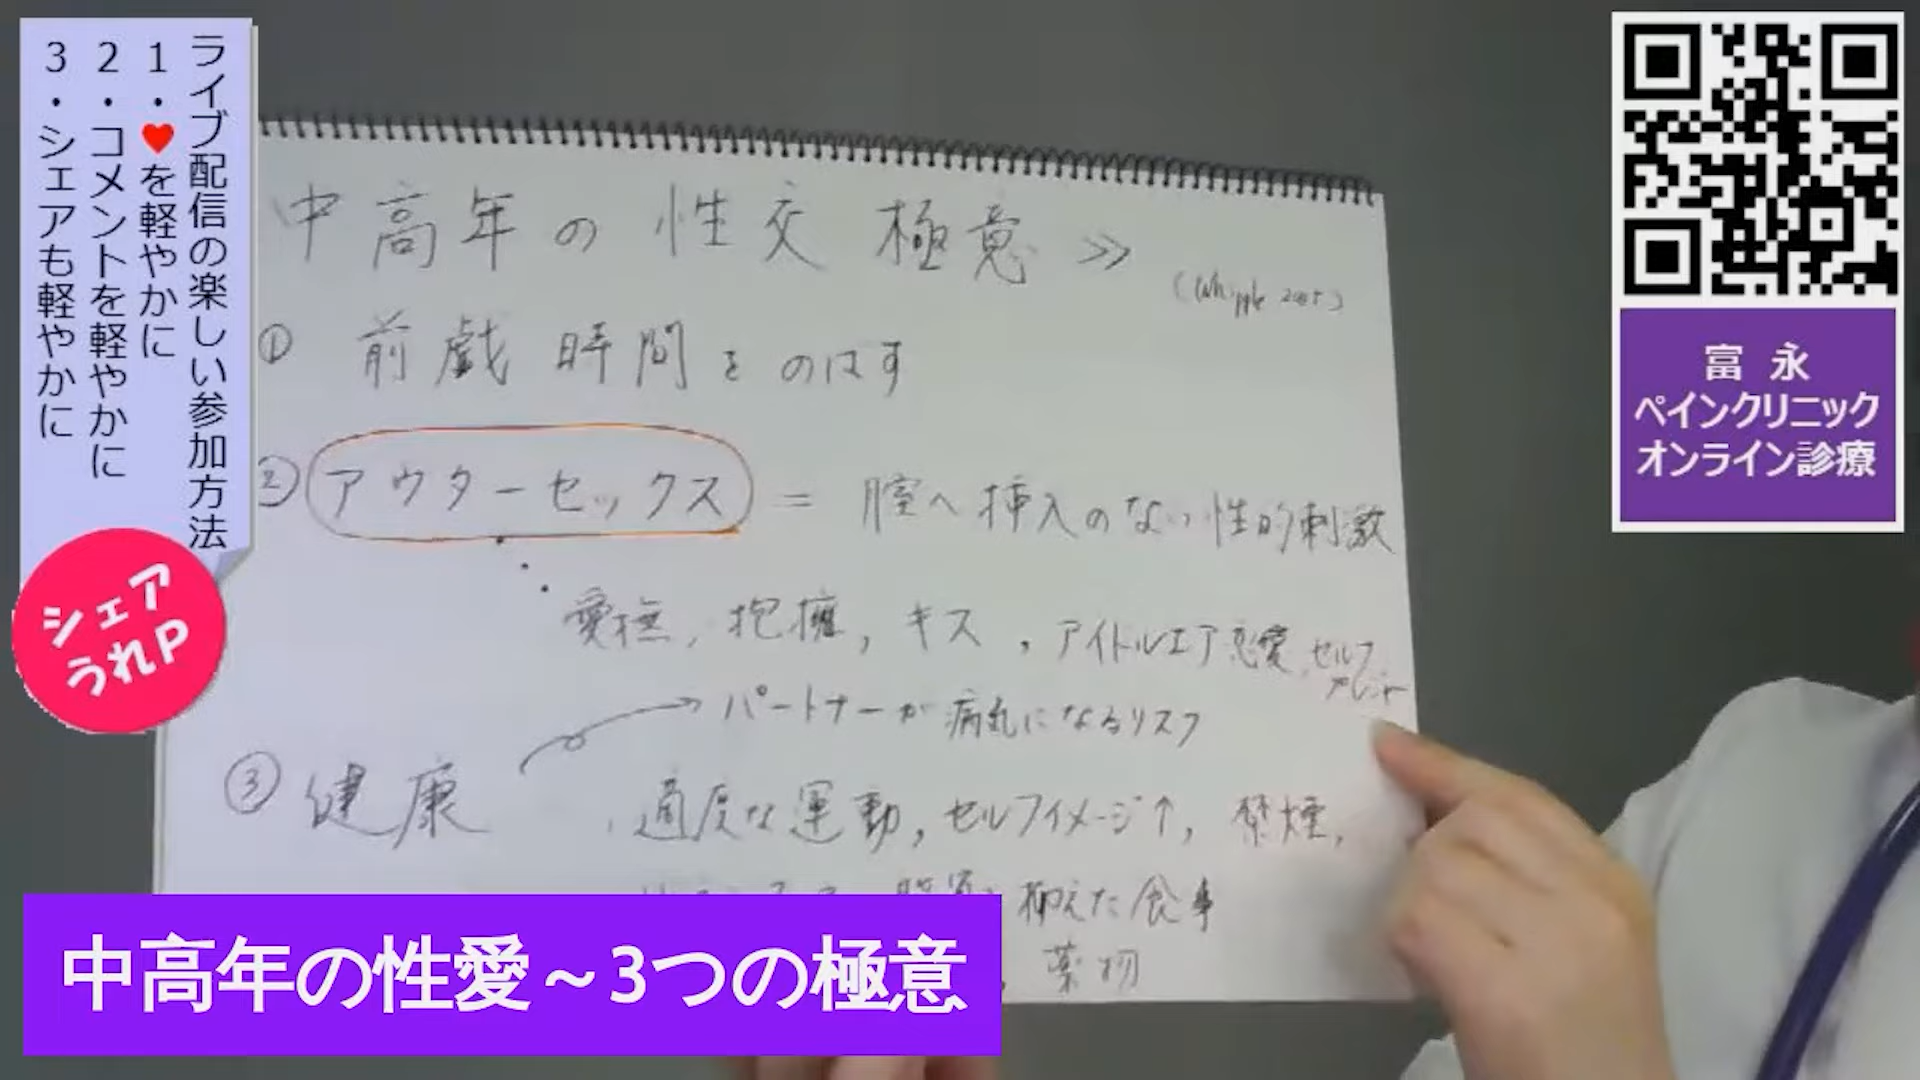 ライブ配信の楽しい参加方法
1・♥を軽やかに
2・コメントを軽やかに
3・シェアも軽やかに
シェア
うれP
中高年の性交 極意 ≫
(Whipple
① 前戯時間をのばす
② アウターセックス = 膣へ挿入のない性的刺激
愛撫, 抱擁, キス, アイドルエア恋愛, セルフ
パートナーが病気になるリスク
③ 健康 適度な運動, セルフイメージ↑, 禁煙,
抑えた食事
薬物
中高年の性愛～3つの極意
富永
ペインクリニック
オンライン診療